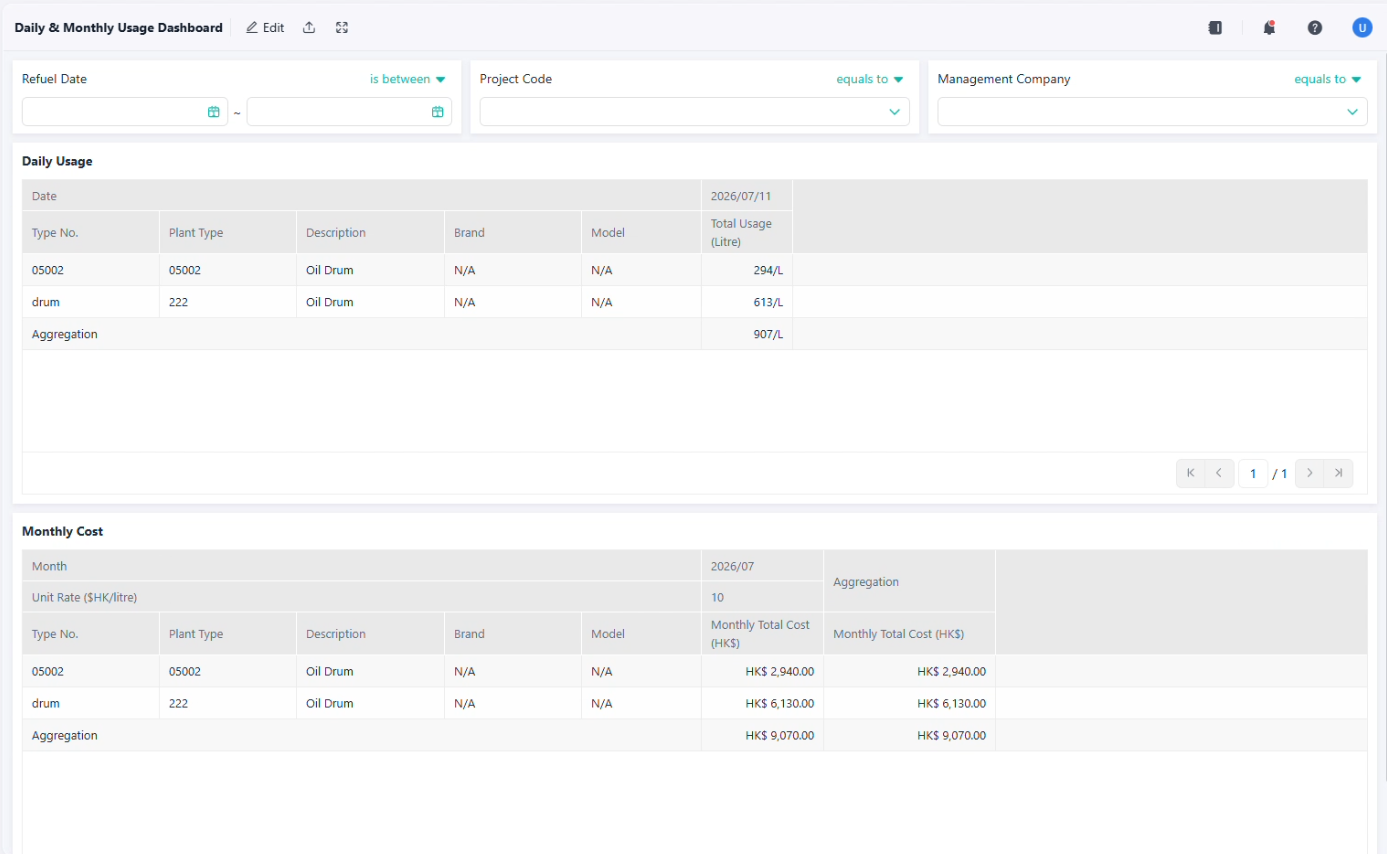 Daily & Monthly Usage Dashboard Edit U
Refuel Date is between Project Code equals to Management Company equals to
~
Daily Usage
Date 2026/07/11
Type No. Plant Type Description Brand Model Total Usage (Litre)
05002 05002 Oil Drum N/A N/A 294/L
drum 222 Oil Drum N/A N/A 613/L
Aggregation 907/L
1 / 1
Monthly Cost
Month 2026/07 Aggregation
Unit Rate ($HK/litre) 10
Type No. Plant Type Description Brand Model Monthly Total Cost (HK$) Monthly Total Cost (HK$)
05002 05002 Oil Drum N/A N/A HK$ 2,940.00 HK$ 2,940.00
drum 222 Oil Drum N/A N/A HK$ 6,130.00 HK$ 6,130.00
Aggregation HK$ 9,070.00 HK$ 9,070.00